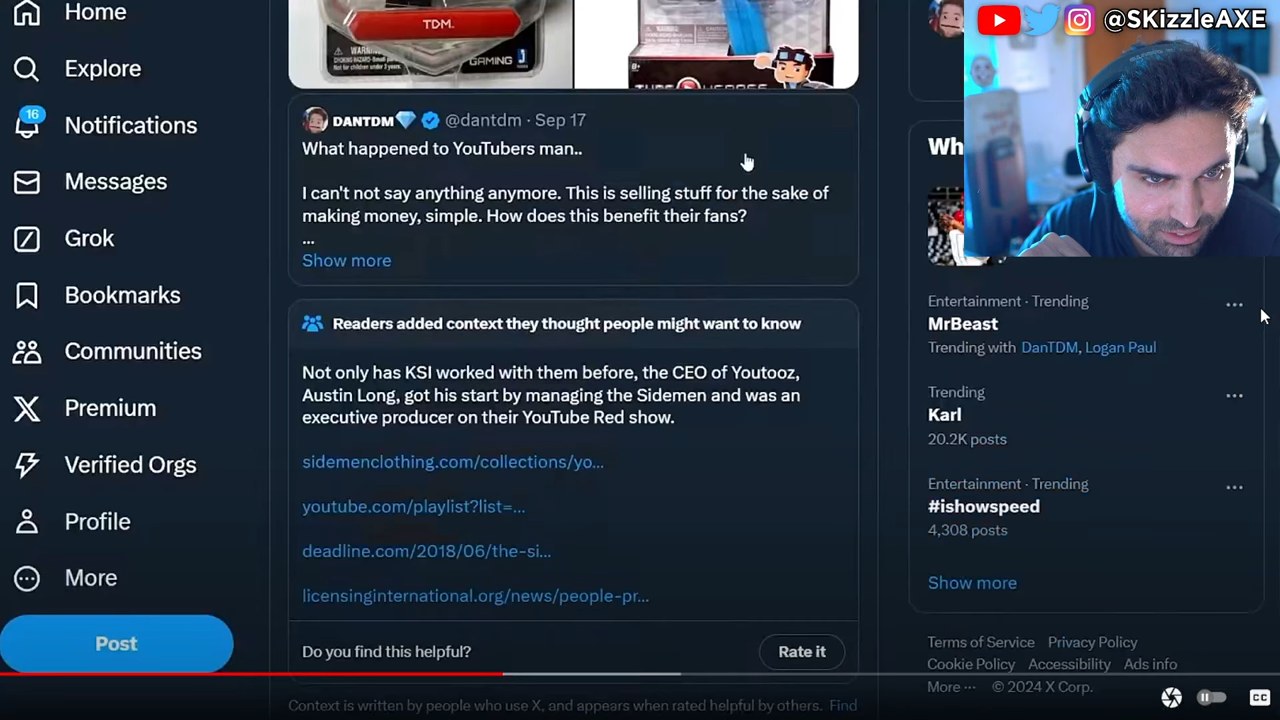 Home
Explore
16
Notifications
Messages
Grok
Bookmarks
Communities
Premium
Verified Orgs
Profile
More
Post
TDM
GAMING
DANTDM💎 @dantdm · Sep 17
What happened to YouTubers man..
I can't not say anything anymore. This is selling stuff for the sake of
making money, simple. How does this benefit their fans?
...
Show more
Readers added context they thought people might want to know
Not only has KSI worked with them before, the CEO of Youtooz,
Austin Long, got his start by managing the Sidemen and was an
executive producer on their YouTube Red show.
sidemenclothing.com/collections/yo...
youtube.com/playlist?list=...
deadline.com/2018/06/the-si...
licensinginternational.org/news/people-pr...
Do you find this helpful?
Rate it
Context is written by people who use X, and appears when rated helpful by others. Find
@SKizzleAXE
Wh
Entertainment · Trending
MrBeast
Trending with DanTDM, Logan Paul
Trending
Karl
20.2K posts
Entertainment · Trending
#ishowspeed
4,308 posts
Show more
Terms of Service Privacy Policy
Cookie Policy Accessibility Ads info
More ··· © 2024 X Corp.
CC